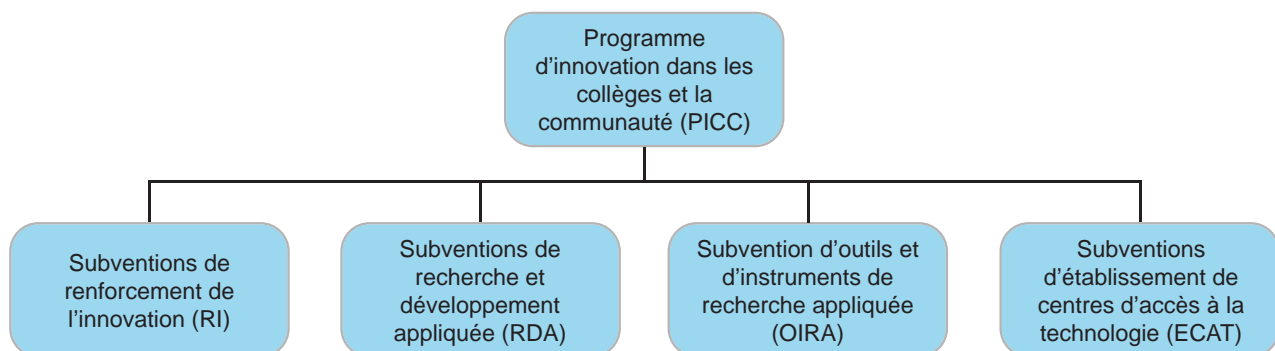 Programme
d’innovation dans les
collèges et la
communauté (PICC)
Subventions de
renforcement de
l’innovation (RI)
Subventions de
recherche et
développement
appliquée (RDA)
Subvention d’outils et
d’instruments de
recherche appliquée
(OIRA)
Subventions
d’établissement de
centres d’accès à la
technologie (ECAT)